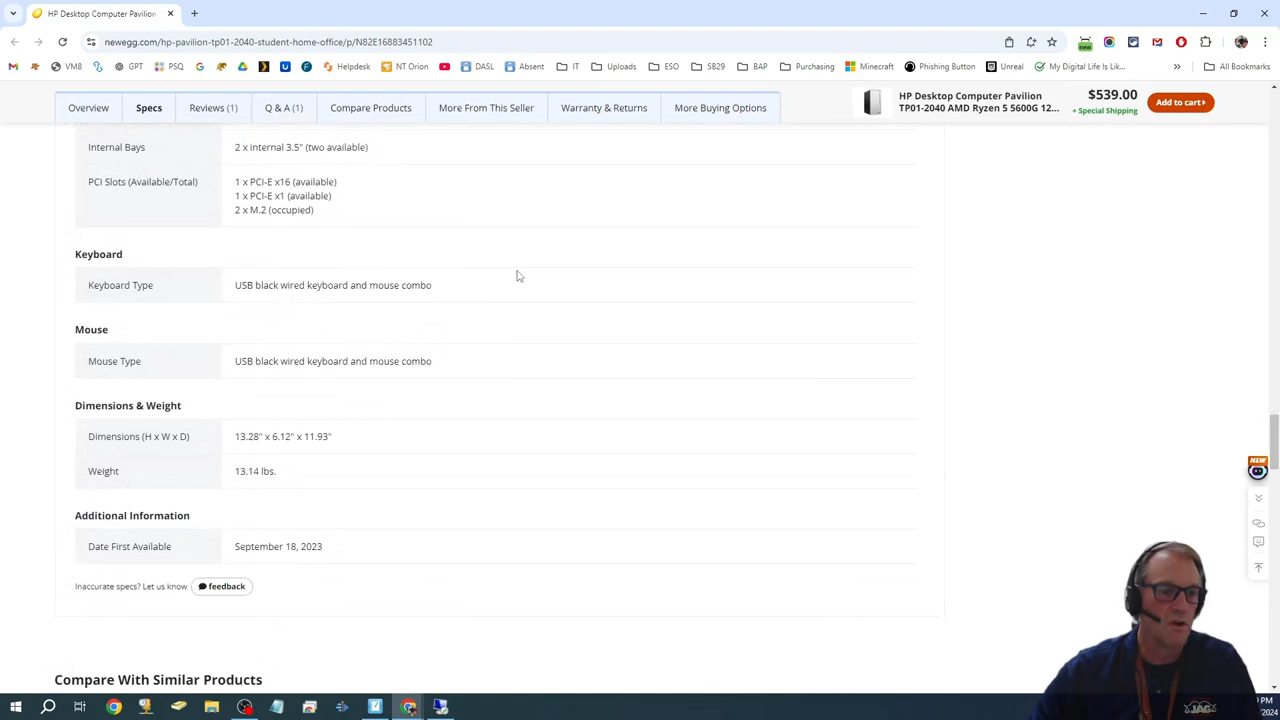 HP Desktop Computer Pavilion
newegg.com/hp-pavilion-tp01-2040-student-home-office/p/N82E16883451102
new
VM8
GPT
PSQ
Helpdesk
NT Orion
DASL
Absent
IT
Uploads
ESO
SB29
BAP
Purchasing
Minecraft
Phishing Button
Unreal
My Digital Life Is Lik...
»
All Bookmarks
Overview
Specs
Reviews (1)
Q & A (1)
Compare Products
More From This Seller
Warranty & Returns
More Buying Options
HP Desktop Computer Pavilion
TP01-2040 AMD Ryzen 5 5600G 12...
$539.00
+ Special Shipping
Add to cart
Internal Bays
2 x internal 3.5" (two available)
PCI Slots (Available/Total)
1 x PCI-E x16 (available)
1 x PCI-E x1 (available)
2 x M.2 (occupied)
Keyboard
Keyboard Type
USB black wired keyboard and mouse combo
Mouse
Mouse Type
USB black wired keyboard and mouse combo
Dimensions & Weight
Dimensions (H x W x D)
13.28" x 6.12" x 11.93"
Weight
13.14 lbs.
Additional Information
Date First Available
September 18, 2023
Inaccurate specs? Let us know
feedback
NEW
Compare With Similar Products
JAG
PM
/2024